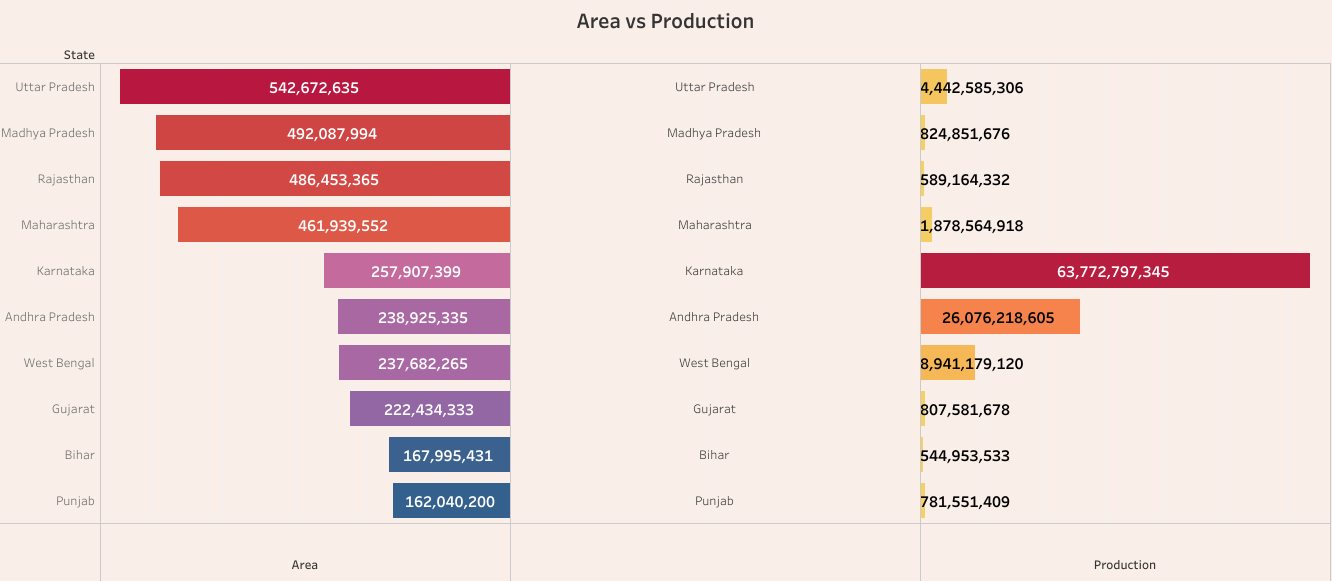 Area vs Production
State
Uttar Pradesh 542,672,635 Uttar Pradesh 4,442,585,306
Madhya Pradesh 492,087,994 Madhya Pradesh 824,851,676
Rajasthan 486,453,365 Rajasthan 589,164,332
Maharashtra 461,939,552 Maharashtra 1,878,564,918
Karnataka 257,907,399 Karnataka 63,772,797,345
Andhra Pradesh 238,925,335 Andhra Pradesh 26,076,218,605
West Bengal 237,682,265 West Bengal 8,941,179,120
Gujarat 222,434,333 Gujarat 807,581,678
Bihar 167,995,431 Bihar 544,953,533
Punjab 162,040,200 Punjab 781,551,409
Area Production